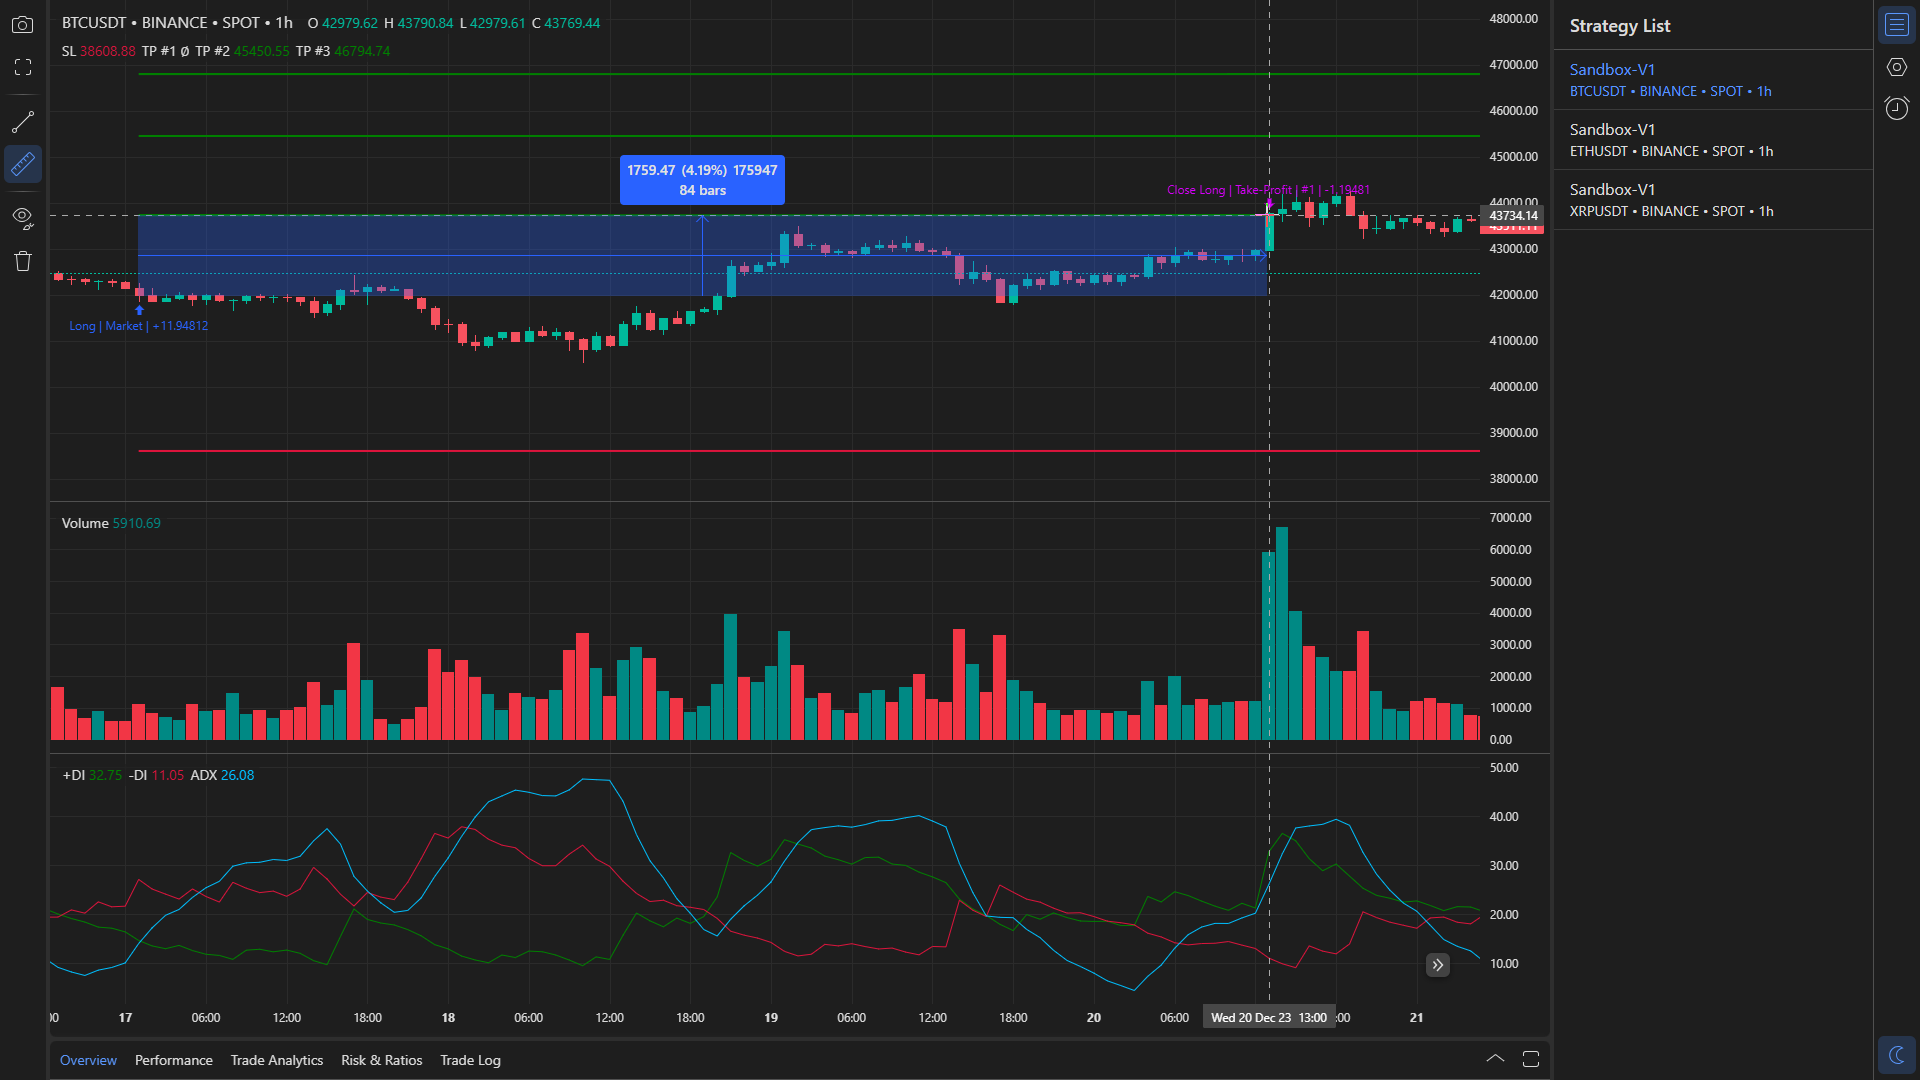 BTCUSDT • BINANCE • SPOT • 1h O 42979.62 H 43790.84 L 42979.61 C 43769.44
SL 38608.88 TP #1 Ø TP #2 45450.55 TP #3 46794.74
1759.47 (4.19%) 175947
84 bars
Close Long | Take-Profit | #1 | -1.19481
Long | Market | +11.94812
48000.00
47000.00
46000.00
45000.00
44000.00
43734.14
43000.00
42000.00
41000.00
40000.00
39000.00
38000.00
Volume 5910.69
7000.00
6000.00
5000.00
4000.00
3000.00
2000.00
1000.00
0.00
+DI 32.75 -DI 11.05 ADX 26.08
50.00
40.00
30.00
20.00
10.00
17 06:00 12:00 18:00 18 06:00 12:00 18:00 19 06:00 12:00 18:00 20 06:00 Wed 20 Dec 23 13:00 :00 21
Overview Performance Trade Analytics Risk & Ratios Trade Log
Strategy List
Sandbox-V1
BTCUSDT • BINANCE • SPOT • 1h
Sandbox-V1
ETHUSDT • BINANCE • SPOT • 1h
Sandbox-V1
XRPUSDT • BINANCE • SPOT • 1h